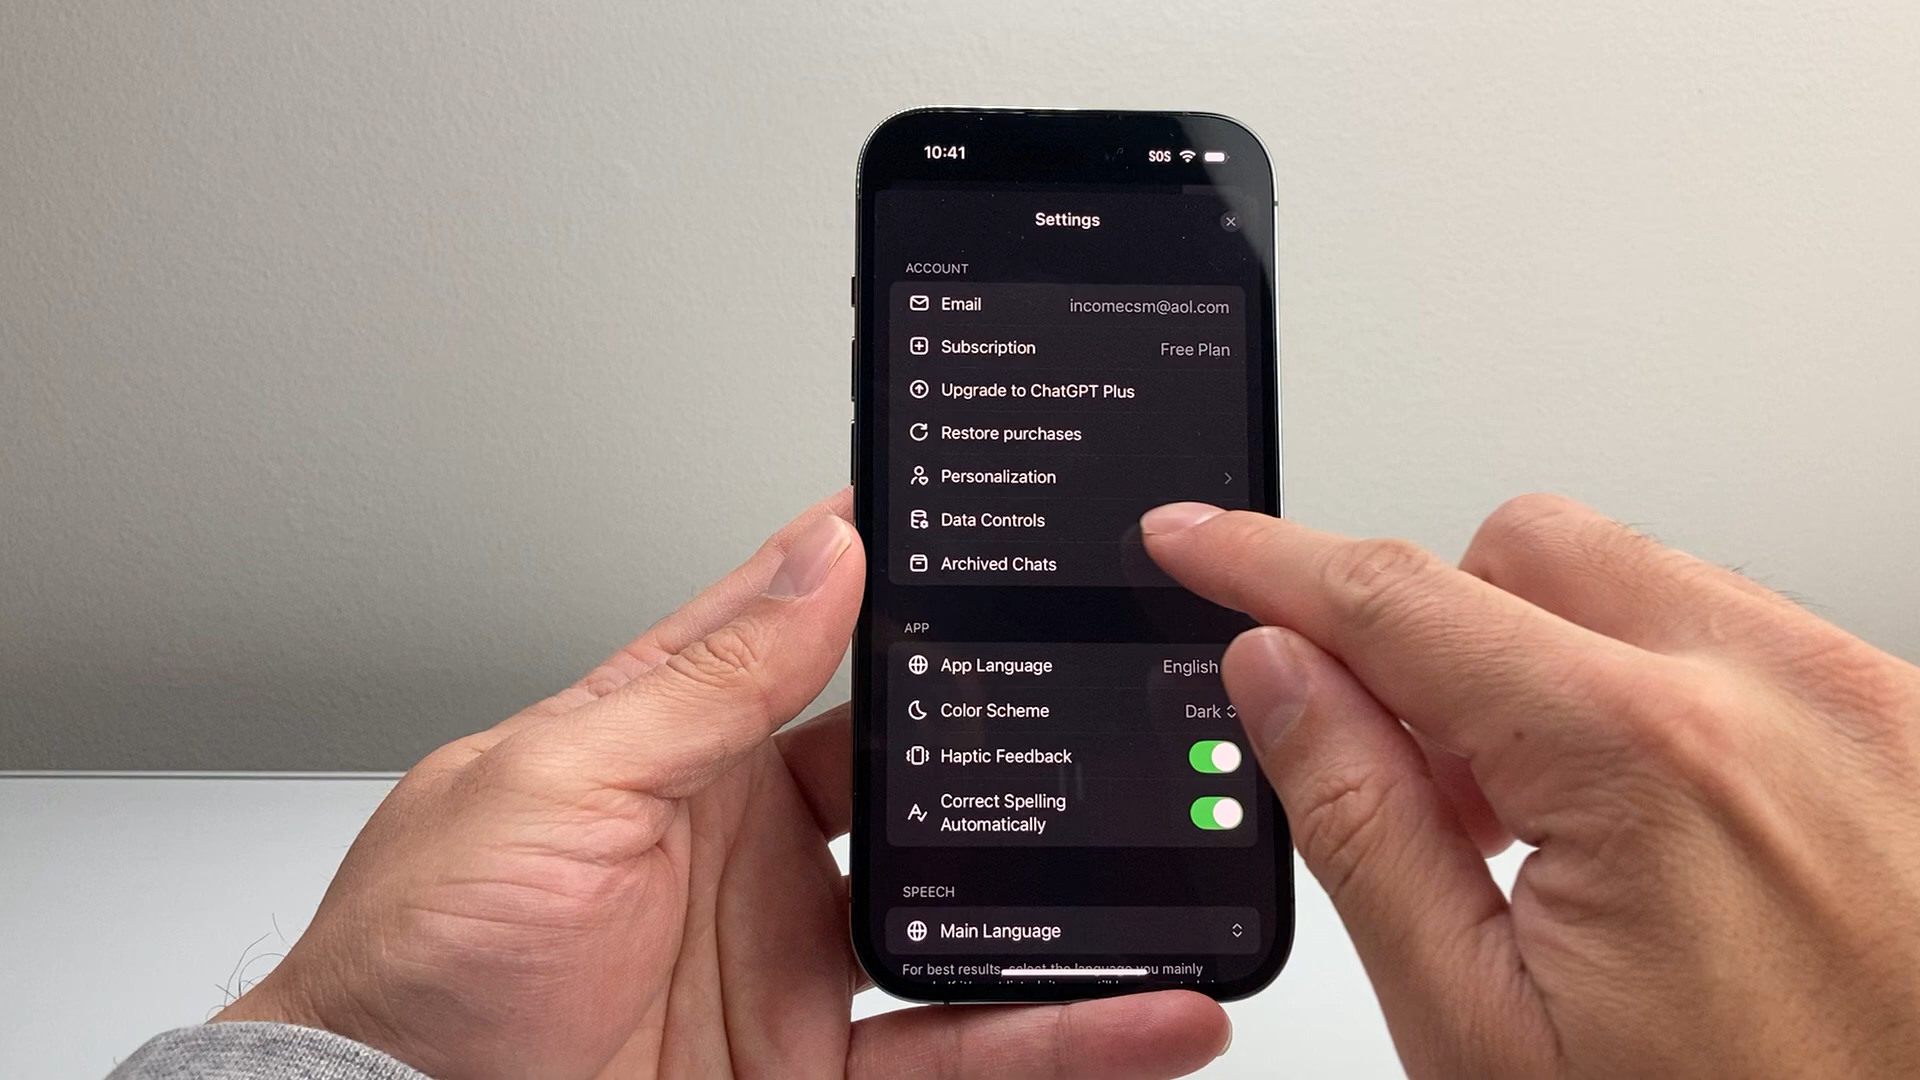 10:41
SOS
Settings
ACCOUNT
Email incomecsm@aol.com
Subscription Free Plan
Upgrade to ChatGPT Plus
Restore purchases
Personalization
Data Controls
Archived Chats
APP
App Language English
Color Scheme Dark
Haptic Feedback
Correct Spelling
Automatically
SPEECH
Main Language
For best results, select the language you mainly